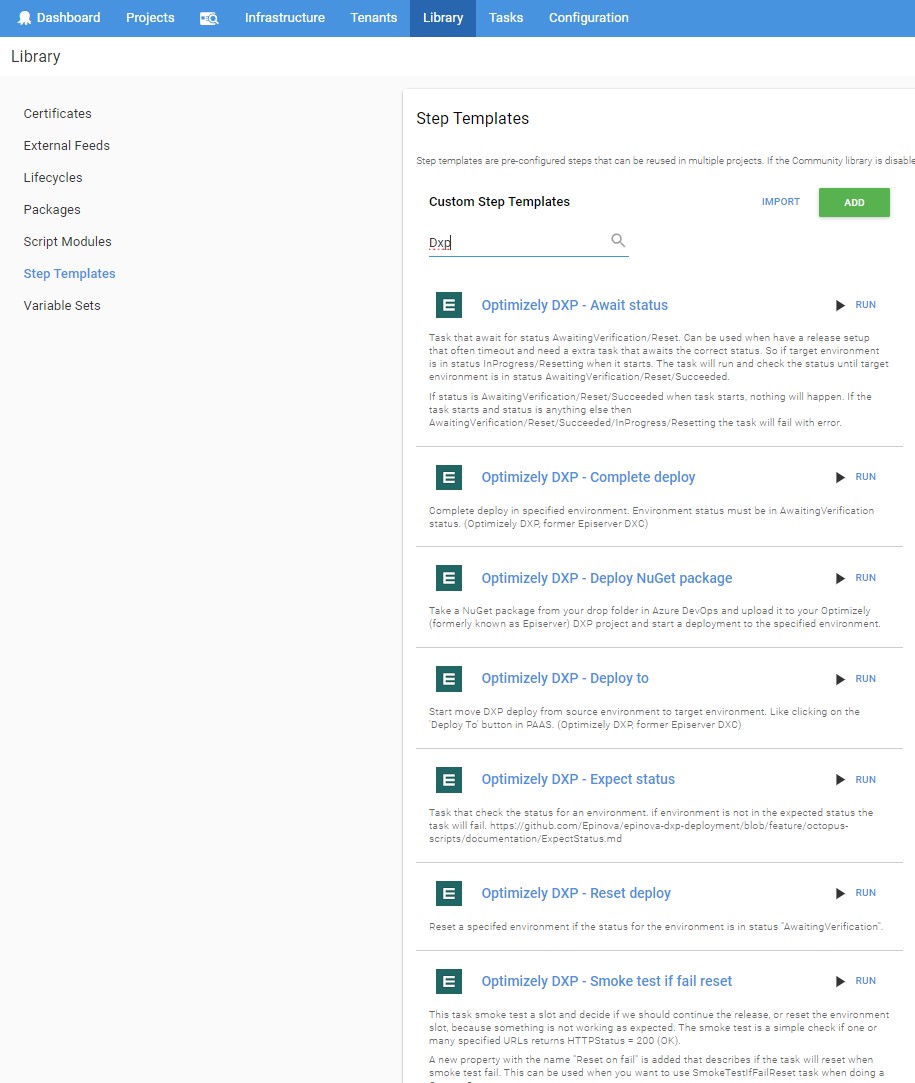 Dashboard Projects Infrastructure Tenants Library Tasks Configuration
Library
Certificates
External Feeds
Lifecycles
Packages
Script Modules
Step Templates
Variable Sets
Step Templates
Step templates are pre-configured steps that can be reused in multiple projects. If the Community library is disable
Custom Step Templates IMPORT ADD
Dxp
Optimizely DXP - Await status RUN
Task that await for status AwaitingVerification/Reset. Can be used when have a release setup
that often timeout and need a extra task that awaits the correct status. So if target environment
is in status InProgress/Resetting when it starts. The task will run and check the status until target
environment is in status AwaitingVerification/Reset/Succeeded.
If status is AwaitingVerification/Reset/Succeeded when task starts, nothing will happen. If the
task starts and status is anything else then
AwaitingVerification/Reset/Succeeded/InProgress/Resetting the task will fail with error.
Optimizely DXP - Complete deploy RUN
Complete deploy in specified environment. Environment status must be in AwaitingVerification
status. (Optimizely DXP, former Episerver DXC)
Optimizely DXP - Deploy NuGet package RUN
Take a NuGet package from your drop folder in Azure DevOps and upload it to your Optimizely
(formerly known as Episerver) DXP project and start a deployment to the specified environment.
Optimizely DXP - Deploy to RUN
Start move DXP deploy from source environment to target environment. Like clicking on the
'Deploy To' button in PAAS. (Optimizely DXP, former Episerver DXC)
Optimizely DXP - Expect status RUN
Task that check the status for an environment. if environment is not in the expected status the
task will fail. https://github.com/Epinova/epinova-dxp-deployment/blob/feature/octopus-
scripts/documentation/ExpectStatus.md
Optimizely DXP - Reset deploy RUN
Reset a specifed environment if the status for the environment is in status "AwaitingVerification".
Optimizely DXP - Smoke test if fail reset RUN
This task smoke test a slot and decide if we should continue the release, or reset the environment
slot, because something is not working as expected. The smoke test is a simple check if one or
many specified URLs returns HTTPStatus = 200 (OK).
A new property with the name "Reset on fail" is added that describes if the task will reset when
smoke test fail. This can be used when you want to use SmokeTestIfFailReset task when doing a